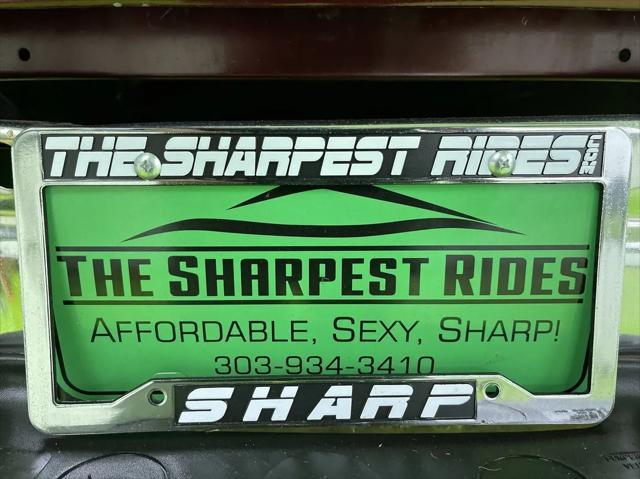 THE SHARPEST RIDES.COM
THE SHARPEST RIDES
AFFORDABLE, SEXY, SHARP!
303-934-3410
SHARP